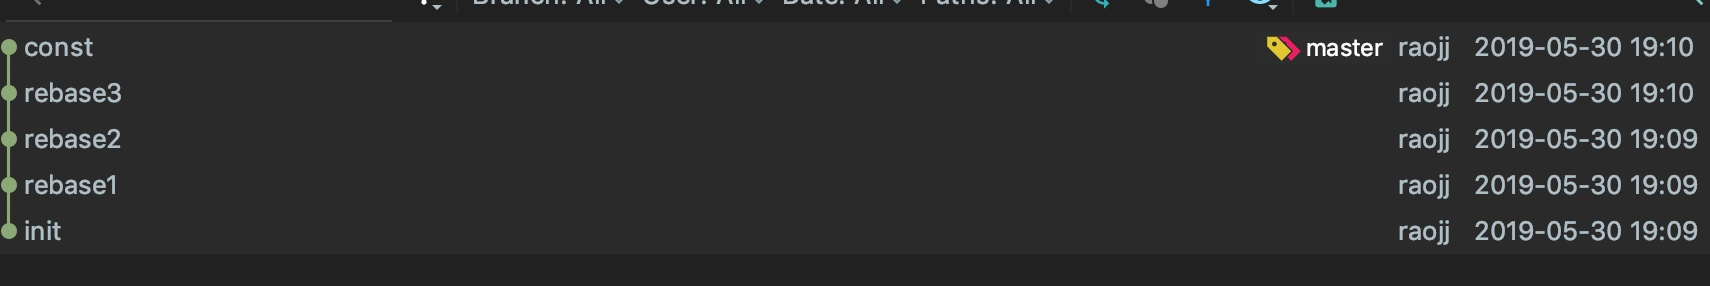 Branch: All User: All Date: All Paths: All
const master raojj 2019-05-30 19:10
rebase3 raojj 2019-05-30 19:10
rebase2 raojj 2019-05-30 19:09
rebase1 raojj 2019-05-30 19:09
init raojj 2019-05-30 19:09